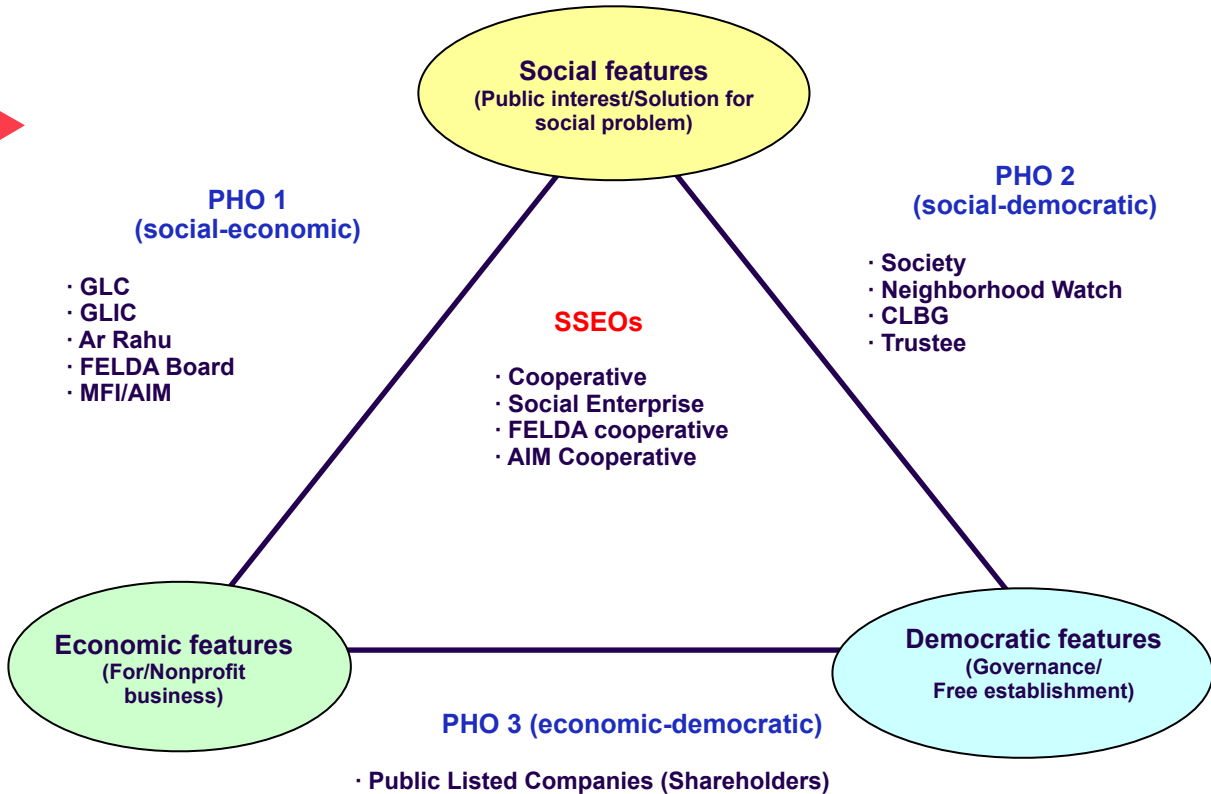 Social features
(Public interest/Solution for
social problem)
PHO 1
(social-economic)
· GLC
· GLIC
· Ar Rahu
· FELDA Board
· MFI/AIM
PHO 2
(social-democratic)
· Society
· Neighborhood Watch
· CLBG
· Trustee
SSEOs
· Cooperative
· Social Enterprise
· FELDA cooperative
· AIM Cooperative
Economic features
(For/Nonprofit
business)
Democratic features
(Governance/
Free establishment)
PHO 3 (economic-democratic)
· Public Listed Companies (Shareholders)